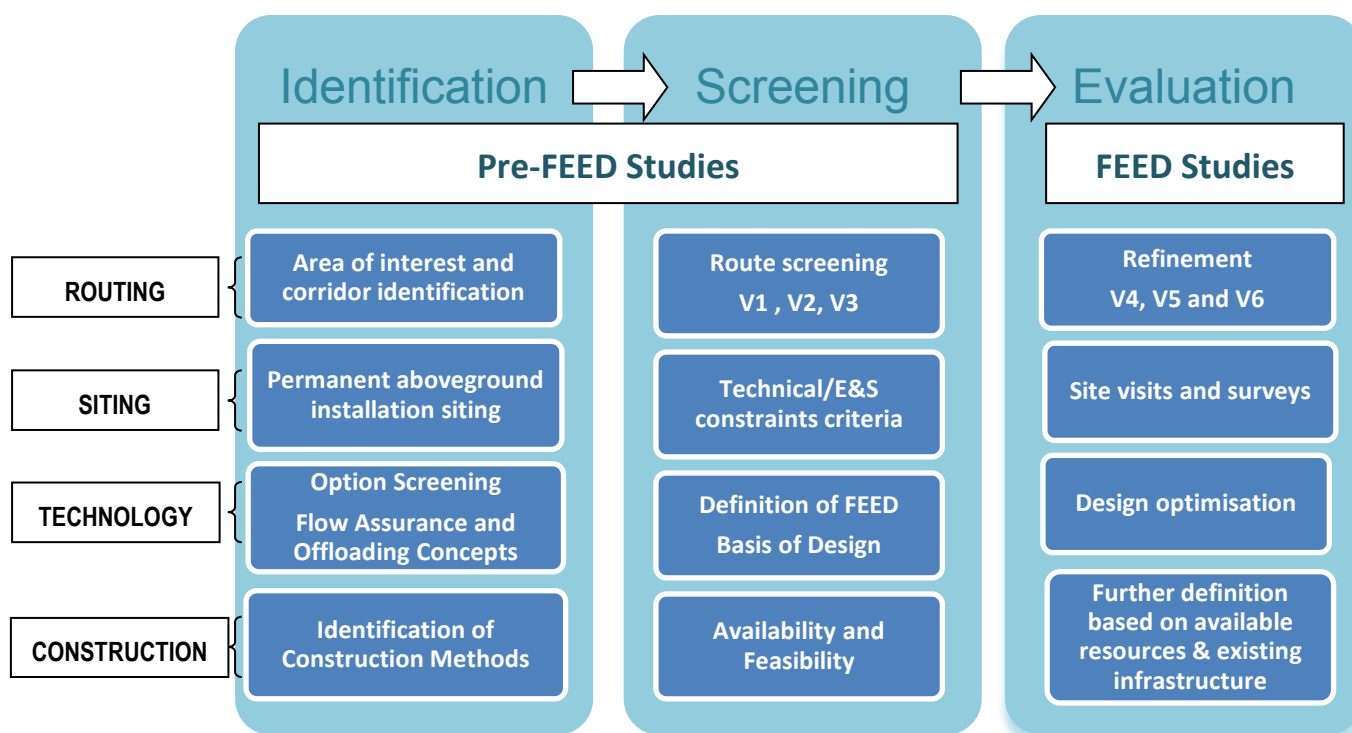 Identification
Screening
Evaluation
Pre-FEED Studies
FEED Studies
ROUTING
Area of interest and
corridor identification
Route screening
V1 , V2, V3
Refinement
V4, V5 and V6
SITING
Permanent aboveground
installation siting
Technical/E&S
constraints criteria
Site visits and surveys
TECHNOLOGY
Option Screening
Flow Assurance and
Offloading Concepts
Definition of FEED
Basis of Design
Design optimisation
CONSTRUCTION
Identification of
Construction Methods
Availability and
Feasibility
Further definition
based on available
resources & existing
infrastructure